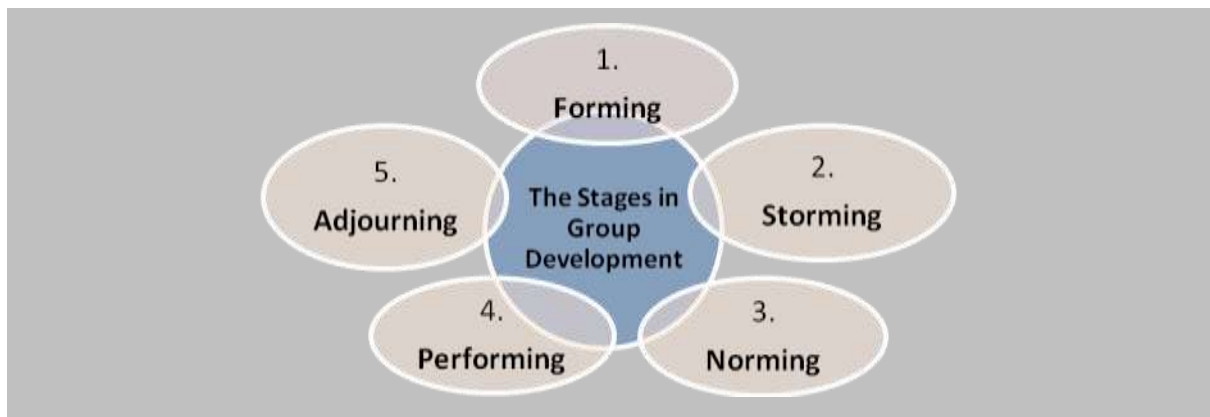 1.
Forming
2.
Storming
3.
Norming
4.
Performing
5.
Adjourning
The Stages in
Group
Development